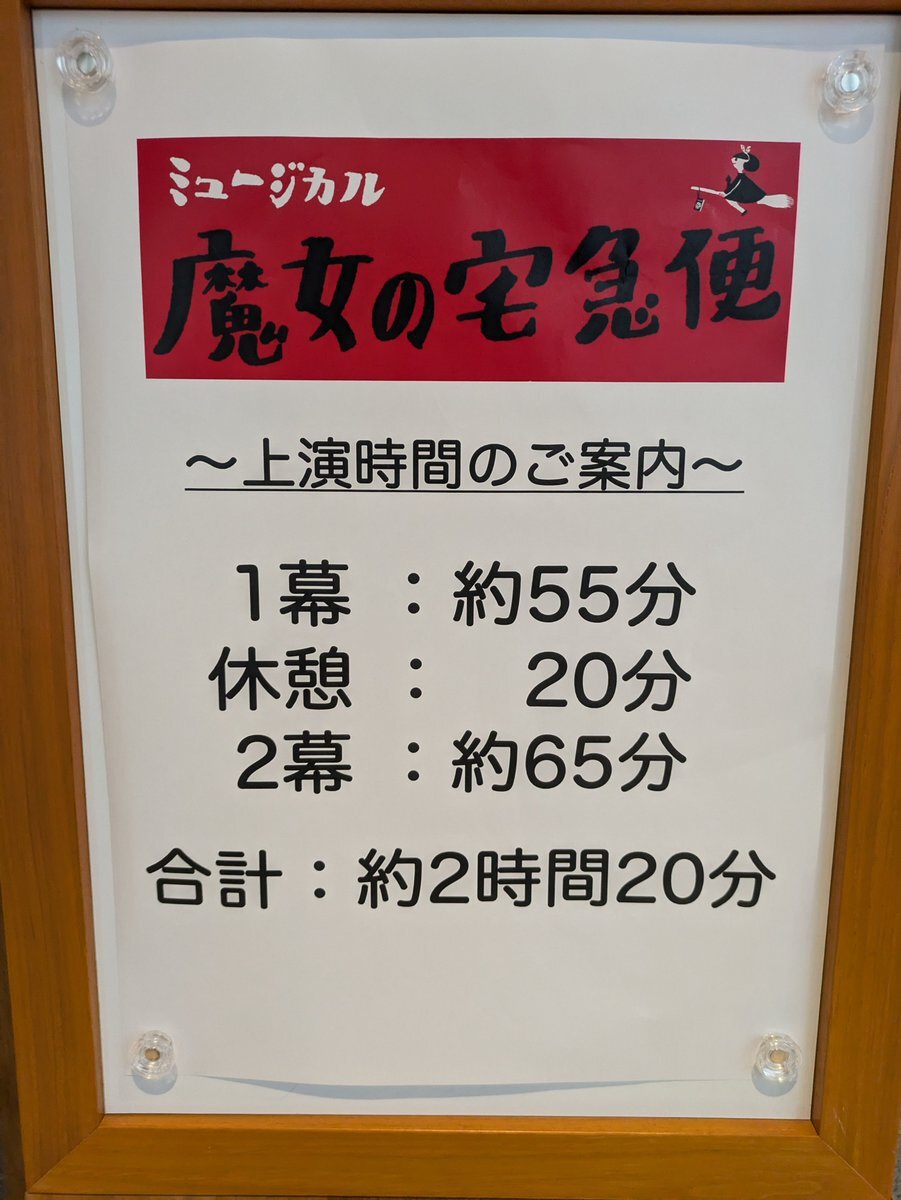 ミュージカル
魔女の宅急便
～上演時間のご案内～
1幕 ：約55分
休憩 ： 20分
2幕 ：約65分
合計：約2時間20分